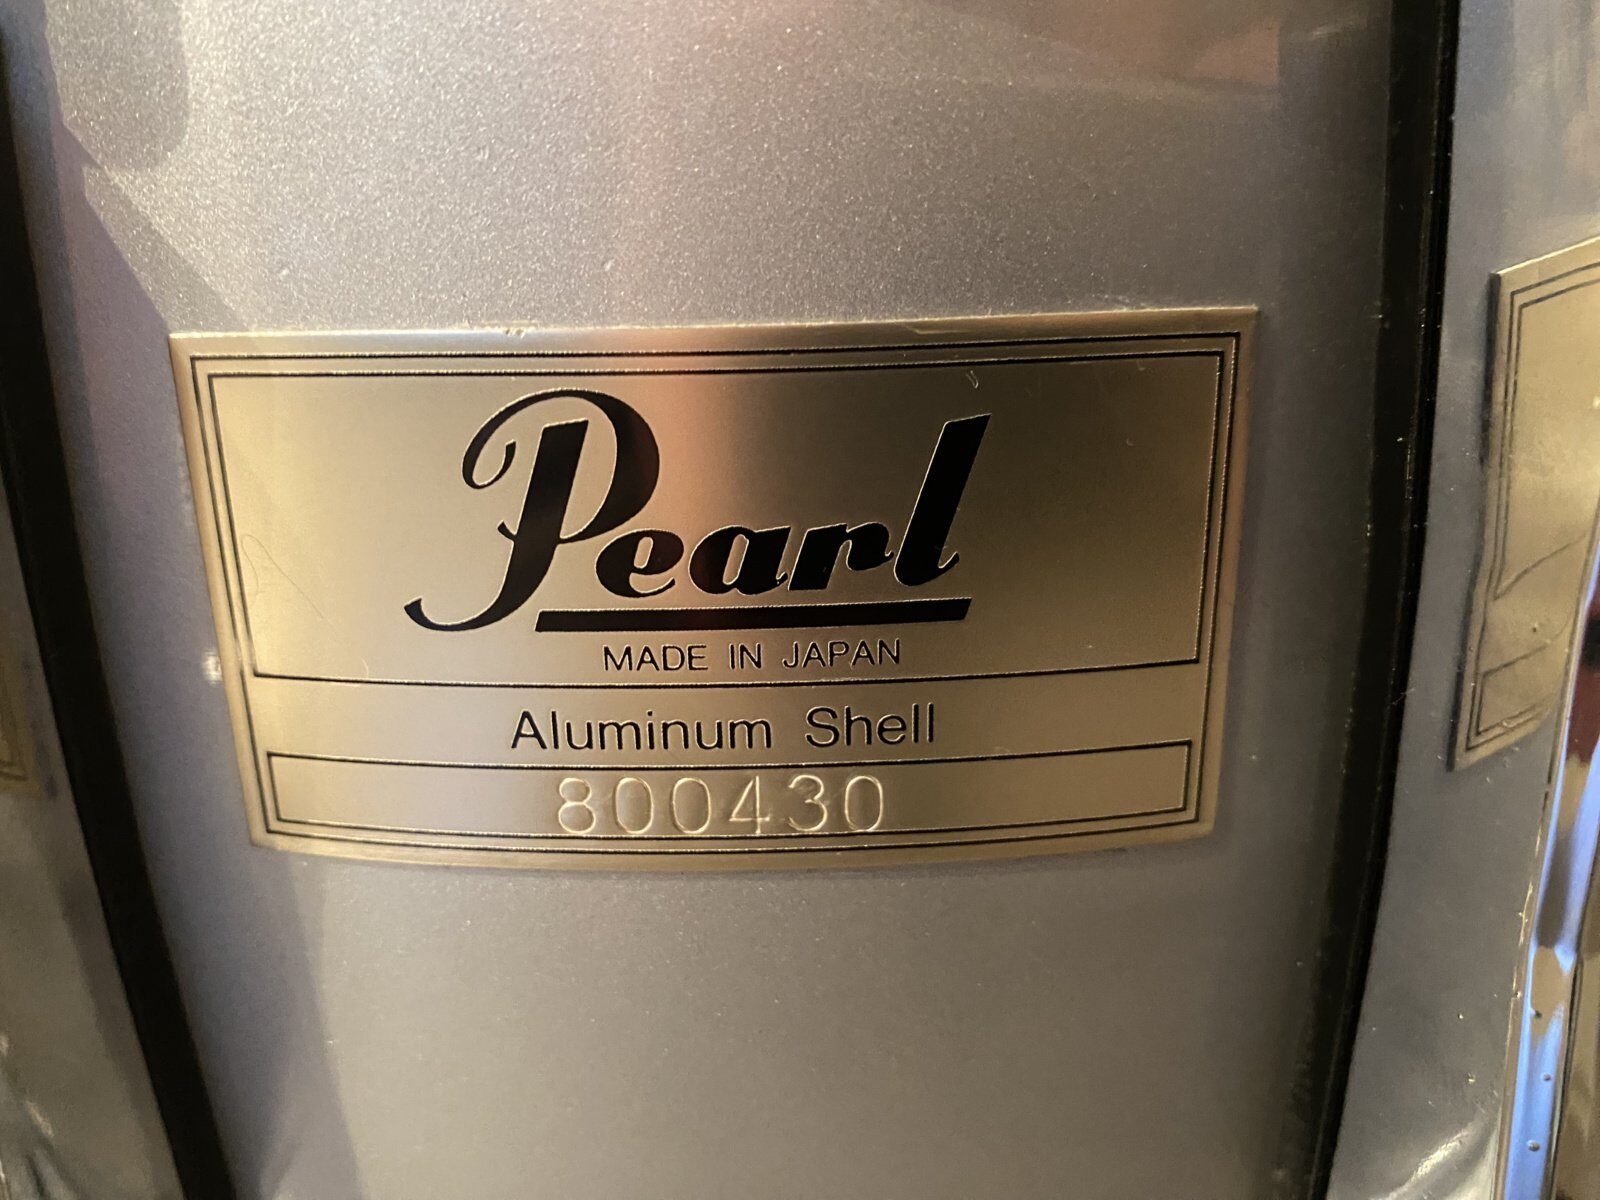 Pearl
MADE IN JAPAN
Aluminum Shell
800430